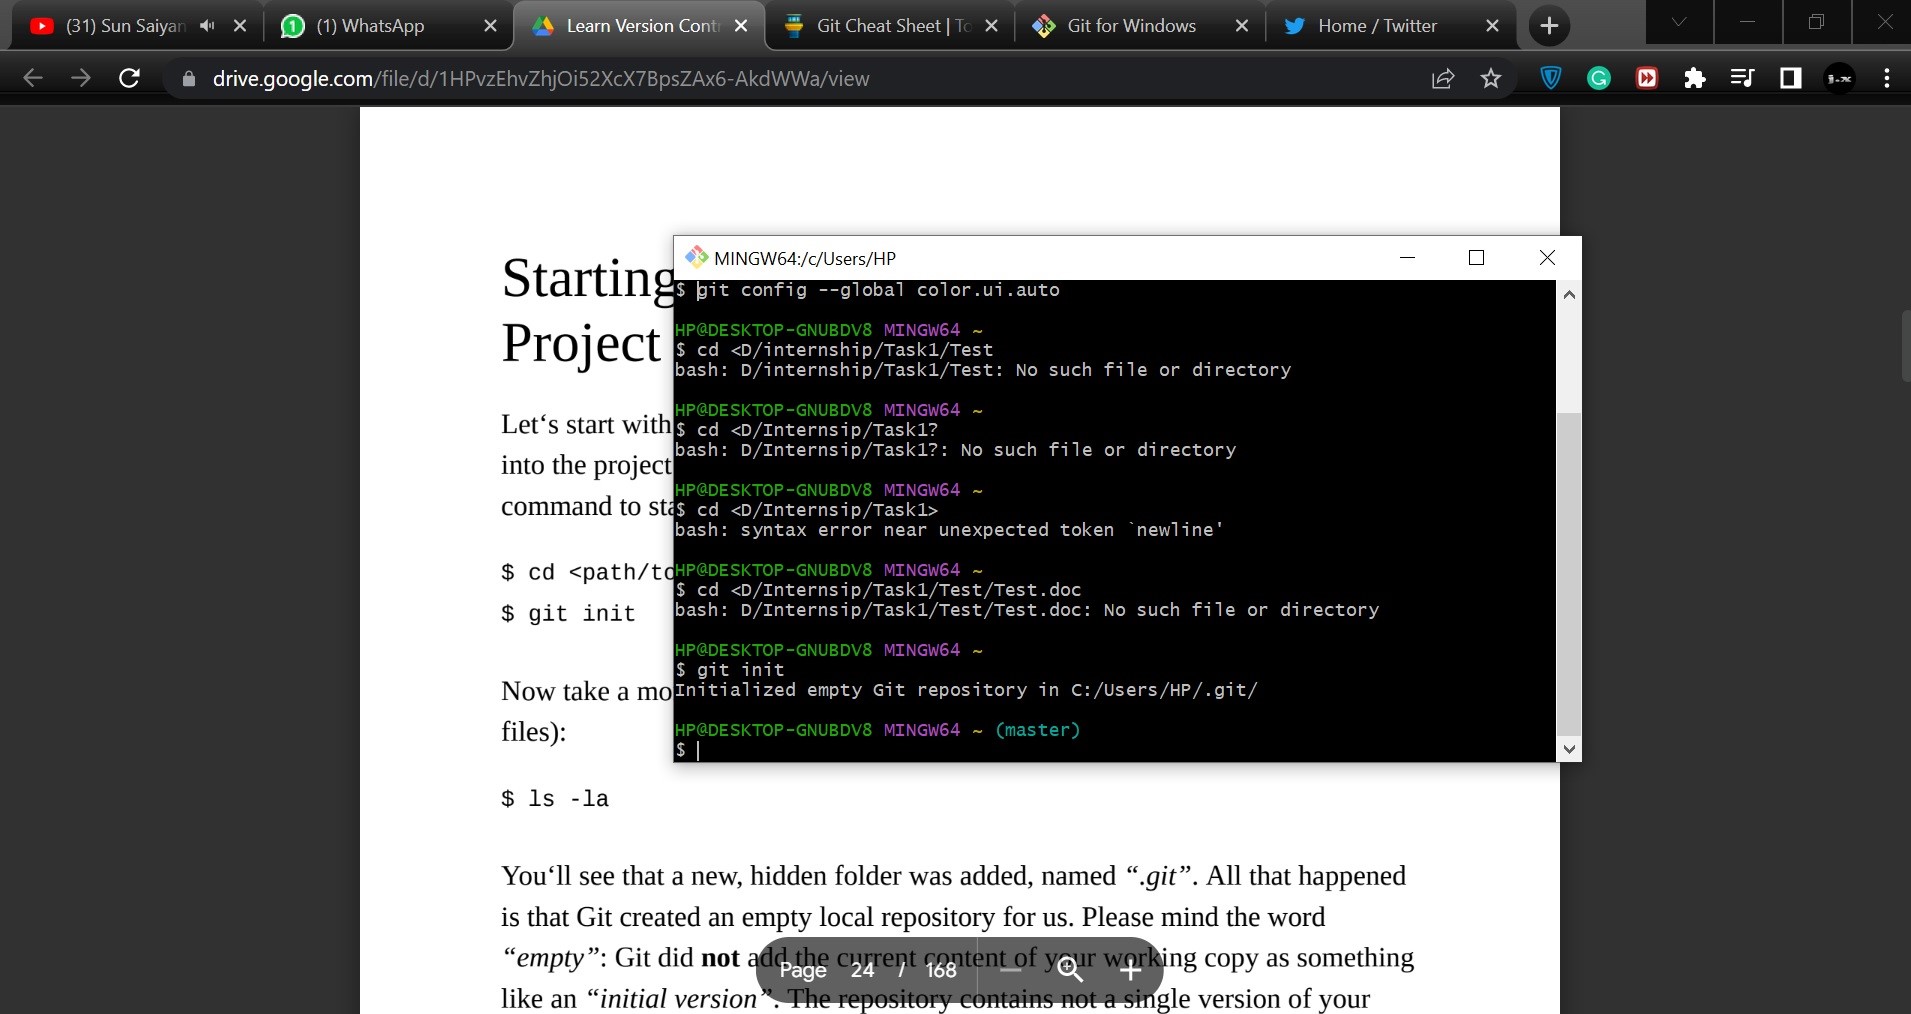 (31) Sun Saiyan
(1) WhatsApp
Learn Version Contr
Git Cheat Sheet | To
Git for Windows
Home / Twitter
drive.google.com/file/d/1HPvzEhvZhjOi52XcX7BpsZAx6-AkdWWa/view
Starting
Project
Let‘s start with
into the project
command to sta
$ cd <path/to
$ git init
Now take a mo
files):
$ ls -la
You‘ll see that a new, hidden folder was added, named “.git”. All that happened
is that Git created an empty local repository for us. Please mind the word
“empty”: Git did not add the current content of your working copy as something
like an “initial version”. The repository contains not a single version of your
MINGW64:/c/Users/HP
$ git config --global color.ui.auto
HP@DESKTOP-GNUBDV8 MINGW64 ~
$ cd <D/internship/Task1/Test
bash: D/internship/Task1/Test: No such file or directory
HP@DESKTOP-GNUBDV8 MINGW64 ~
$ cd <D/Internsip/Task1?
bash: D/Internsip/Task1?: No such file or directory
HP@DESKTOP-GNUBDV8 MINGW64 ~
$ cd <D/Internsip/Task1>
bash: syntax error near unexpected token `newline'
HP@DESKTOP-GNUBDV8 MINGW64 ~
$ cd <D/Internsip/Task1/Test/Test.doc
bash: D/Internsip/Task1/Test/Test.doc: No such file or directory
HP@DESKTOP-GNUBDV8 MINGW64 ~
$ git init
Initialized empty Git repository in C:/Users/HP/.git/
HP@DESKTOP-GNUBDV8 MINGW64 ~ (master)
$
Page 24 / 168